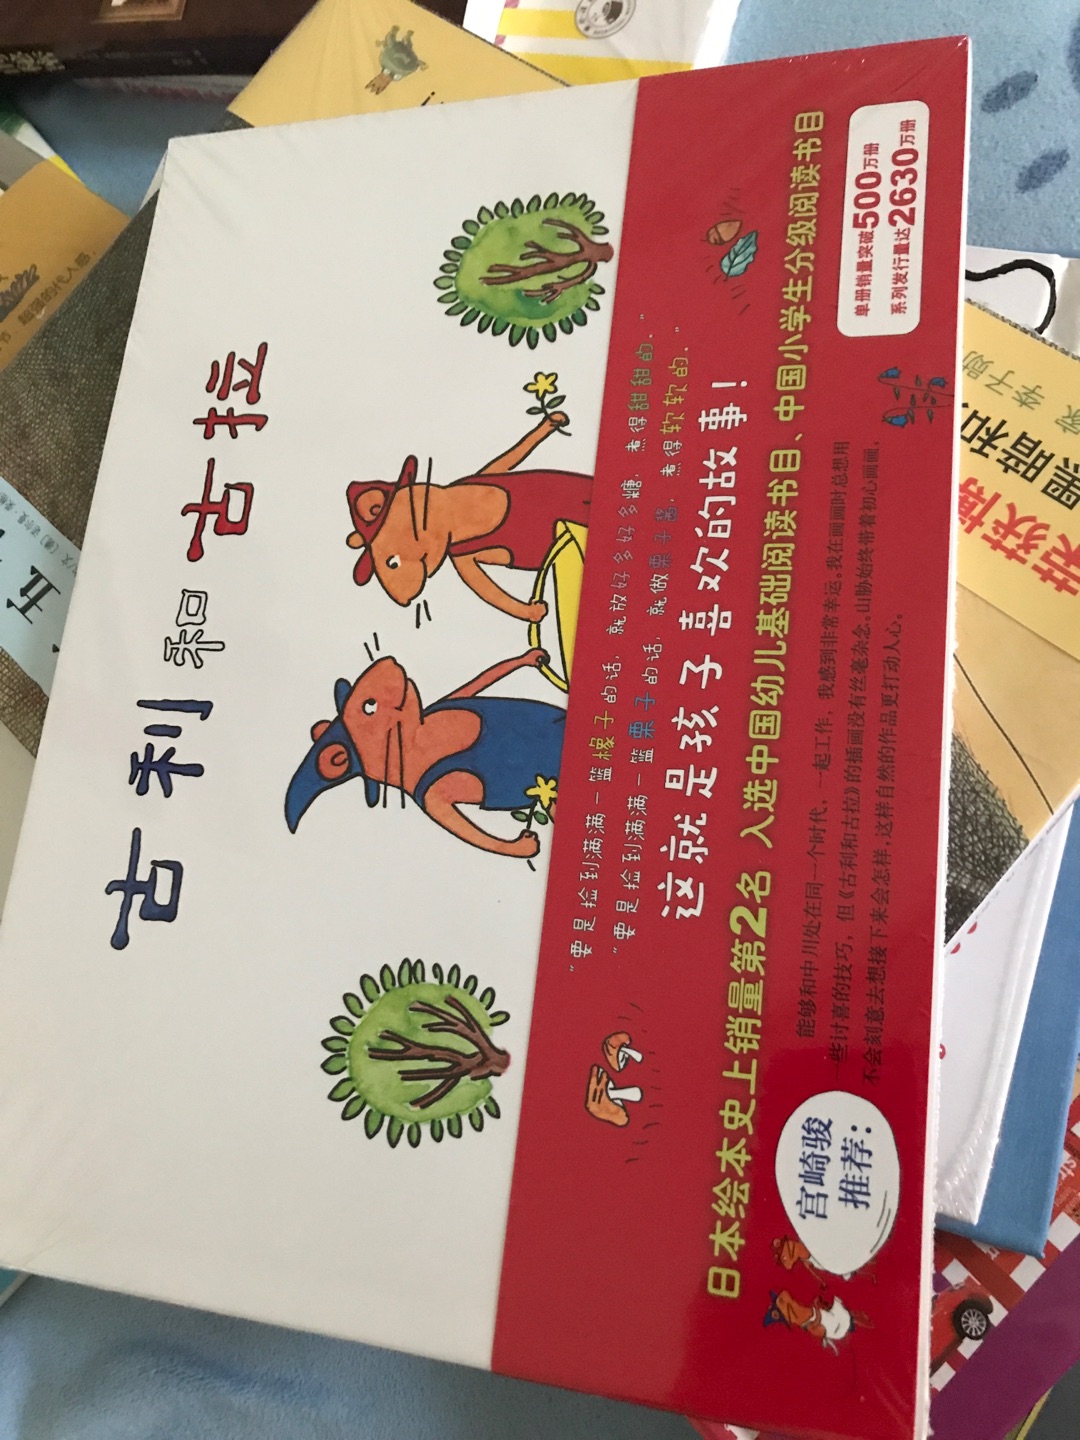 古利和古拉
“要是捡到满满一篮橡子的话，就放好多好多糖，煮得甜甜的。”
“要是捡到满满一篮栗子的话，就做栗子酱，煮得软软的。”
这就是孩子喜欢的故事！
日本绘本史上销量第2名 入选中国幼儿基础阅读书目、中国小学生分级阅读书目
单册销量突破500万册
系列发行量达2630万册
宫崎骏
推荐：
能够和中川处在同一个时代，一起工作，我感到非常幸运。我在画画时总想用
一些讨喜的技巧，但《古利和古拉》的插画没有丝毫杂念。山胁始终带着初心画画，
不会刻意去想接下来会怎样，这样自然的作品更打动人心。
李子勋
黑暗和
五